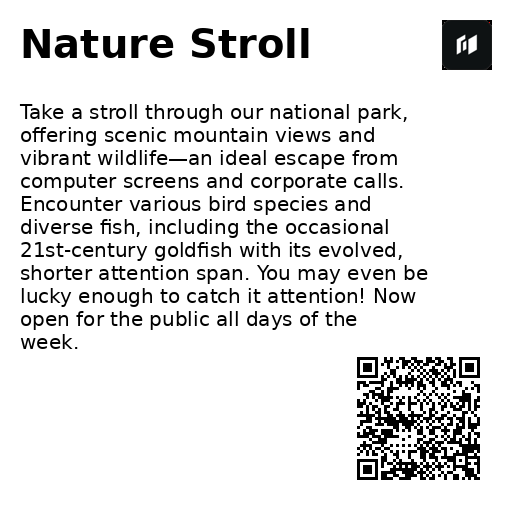 Nature Stroll
Take a stroll through our national park,
offering scenic mountain views and
vibrant wildlife—an ideal escape from
computer screens and corporate calls.
Encounter various bird species and
diverse fish, including the occasional
21st-century goldfish with its evolved,
shorter attention span. You may even be
lucky enough to catch it attention! Now
open for the public all days of the
week.